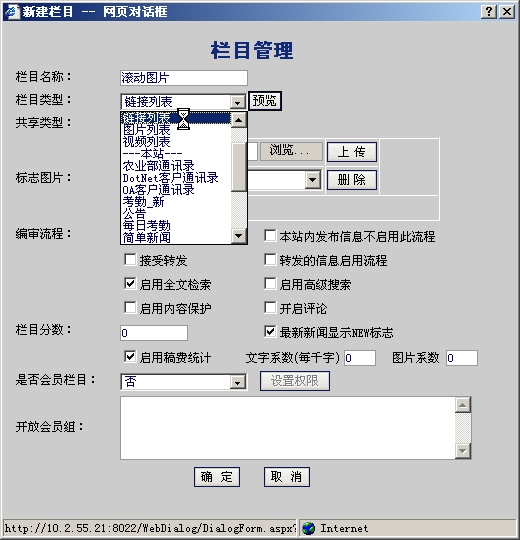 新建栏目 -- 网页对话框
栏目管理
栏目名称： 滚动图片
栏目类型： 链接列表 预览
共享类型： 链接列表
图片列表
视频列表
---本站---
浏览... 上 传
农业部通讯录
标志图片： DotNet客户通讯录 删 除
OA客户通讯录
考勤_新
公告
每日考勤
编审流程： 简单新闻 本站内发布信息不启用此流程
接受转发 转发的信息启用流程
启用全文检索 启用高级搜索
启用内容保护 开启评论
栏目分数： 0 最新新闻显示NEW标志
启用稿费统计 文字系数(每千字) 0 图片系数 0
是否会员栏目： 否 设置权限
开放会员组：
确 定 取 消
http://10.2.55.21:8022/WebDialog/DialogForm.aspx? Internet